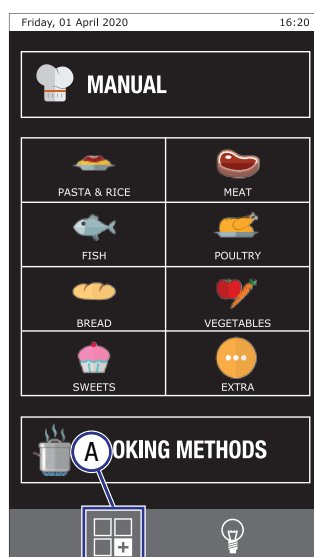 Friday, 01 April 2020 16:20
MANUAL
PASTA & RICE MEAT
FISH POULTRY
BREAD VEGETABLES
SWEETS EXTRA
A OKING METHODS